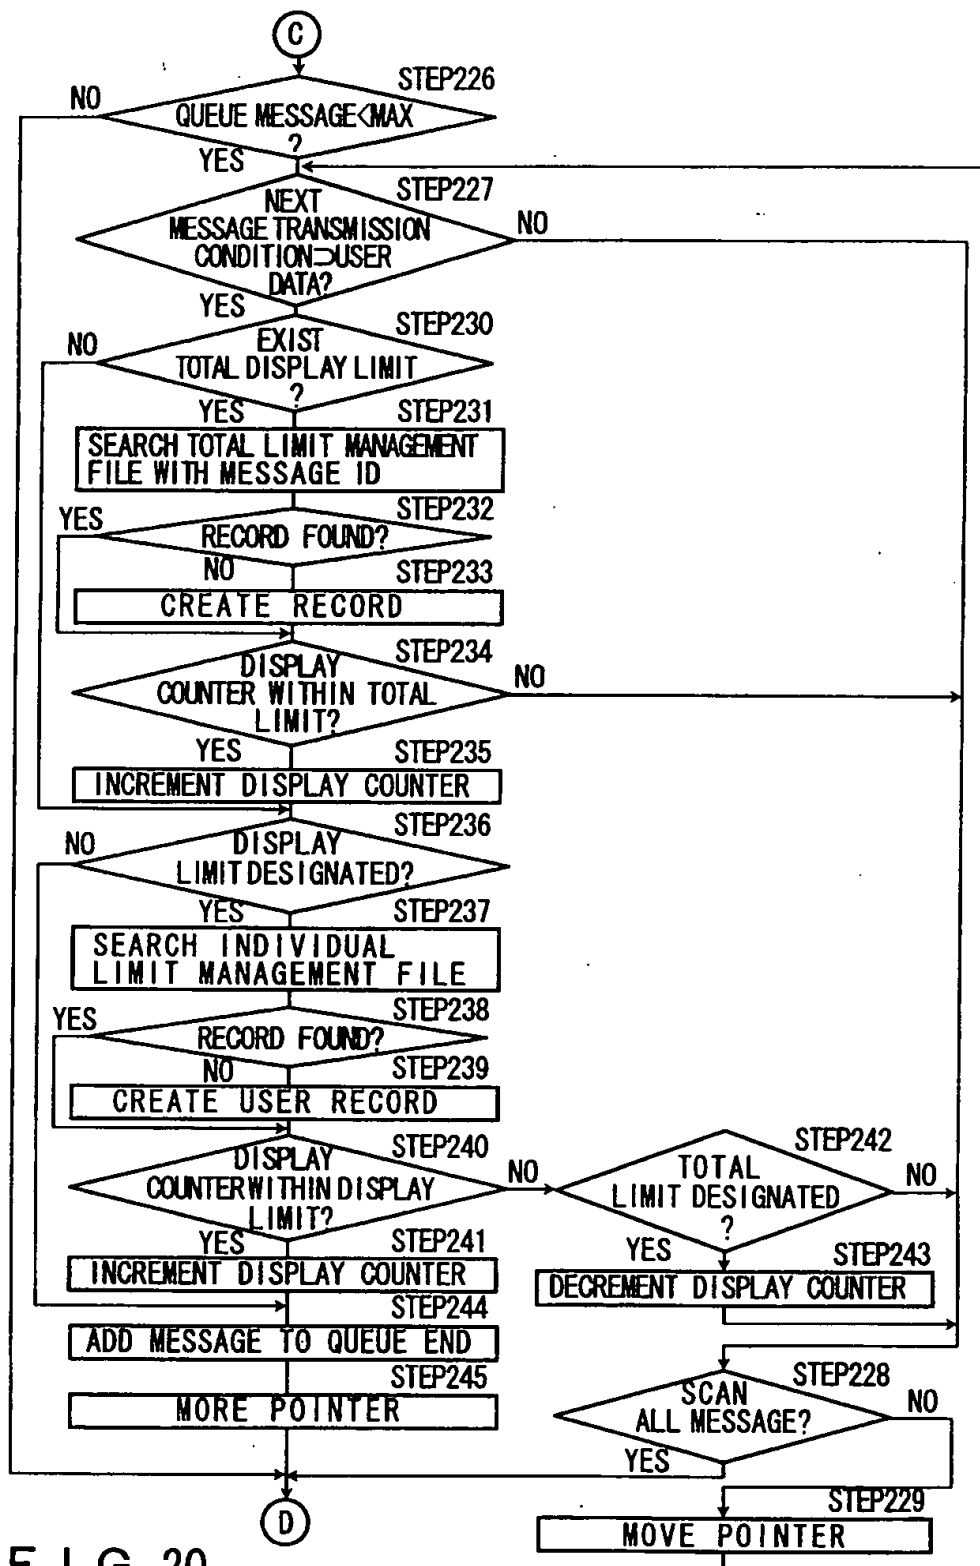 C
STEP226
NO
QUEUE MESSAGE<MAX
?
YES
STEP227
NEXT
MESSAGE TRANSMISSION
CONDITION⊃USER
DATA?
NO
YES
STEP230
NO
EXIST
TOTAL DISPLAY LIMIT
?
YES
STEP231
SEARCH TOTAL LIMIT MANAGEMENT
FILE WITH MESSAGE ID
STEP232
YES
RECORD FOUND?
NO
STEP233
CREATE RECORD
STEP234
DISPLAY
COUNTER WITHIN TOTAL
LIMIT?
NO
YES
STEP235
INCREMENT DISPLAY COUNTER
STEP236
NO
DISPLAY
LIMIT DESIGNATED?
YES
STEP237
SEARCH INDIVIDUAL
LIMIT MANAGEMENT FILE
STEP238
YES
RECORD FOUND?
NO
STEP239
CREATE USER RECORD
STEP240
DISPLAY
COUNTER WITHIN DISPLAY
LIMIT?
NO
STEP242
TOTAL
LIMIT DESIGNATED
?
NO
YES
STEP241
INCREMENT DISPLAY COUNTER
YES
STEP243
DECREMENT DISPLAY COUNTER
STEP244
ADD MESSAGE TO QUEUE END
STEP245
MORE POINTER
STEP228
SCAN
ALL MESSAGE?
NO
YES
STEP229
MOVE POINTER
D
FIG. 20